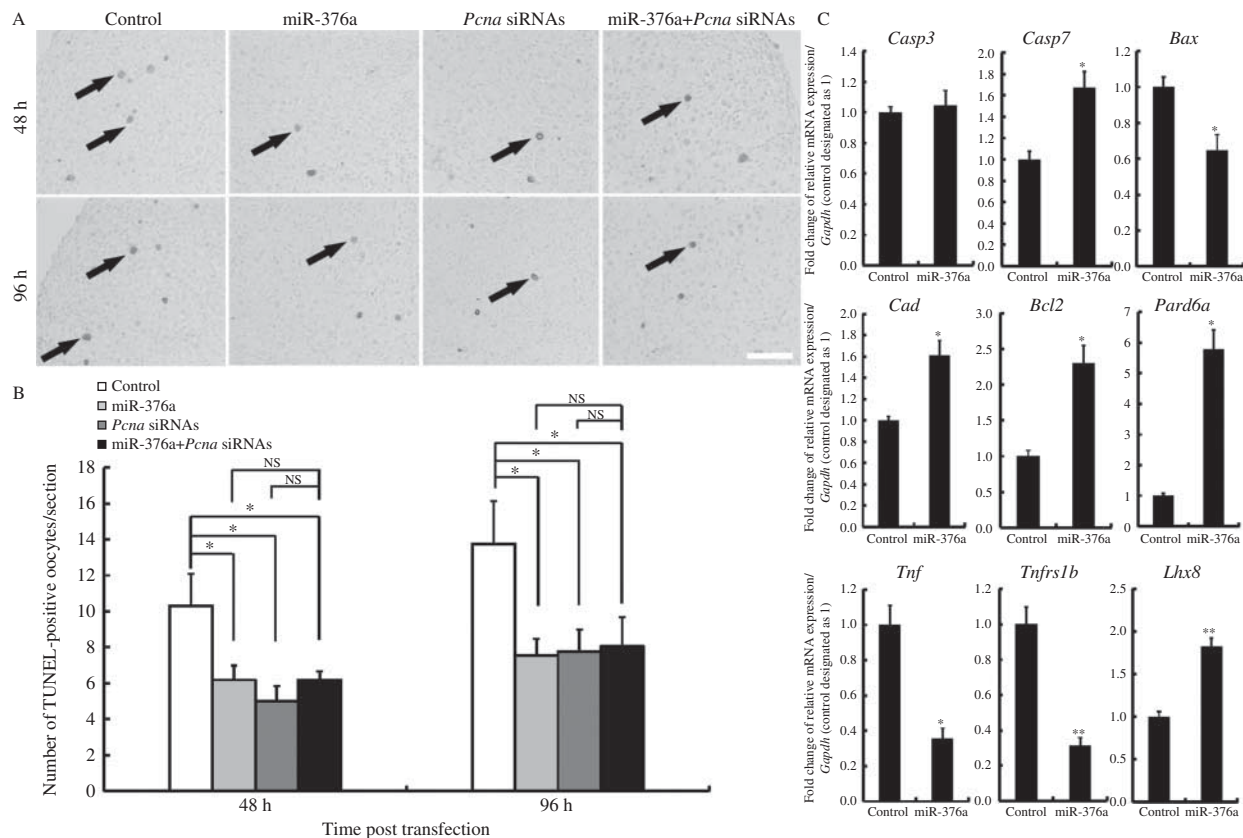 A
Control
miR-376a
Pcna siRNAs
miR-376a+Pcna siRNAs
48 h
96 h
B
Control
miR-376a
Pcna siRNAs
miR-376a+Pcna siRNAs
Number of TUNEL-positive oocytes/section
18
16
14
12
10
8
6
4
2
0
NS
NS
*
*
*
NS
NS
*
*
*
48 h
96 h
Time post transfection
C
Fold change of relative mRNA expression/
Gapdh (control designated as 1)
Casp3
1.4
1.2
1.0
0.8
0.6
0.4
0.2
0.0
Control miR-376a
Casp7
2.0
1.8
1.6
1.4
1.2
1.0
0.8
0.6
0.4
0.2
0.0
*
Control miR-376a
Bax
1.2
1.0
0.8
0.6
0.4
0.2
0.0
*
Control miR-376a
Fold change of relative mRNA expression/
Gapdh (control designated as 1)
Cad
2.0
1.8
1.6
1.4
1.2
1.0
0.8
0.6
0.4
0.2
0.0
*
Control miR-376a
Bcl2
3.0
2.5
2.0
1.5
1.0
0.5
0.0
*
Control miR-376a
Pard6a
7
6
5
4
3
2
1
0
*
Control miR-376a
Fold change of relative mRNA expression/
Gapdh (control designated as 1)
Tnf
1.2
1.0
0.8
0.6
0.4
0.2
0.0
*
Control miR-376a
Tnfrs1b
1.2
1.0
0.8
0.6
0.4
0.2
0.0
**
Control miR-376a
Lhx8
2.5
2.0
1.5
1.0
0.5
0.0
**
Control miR-376a